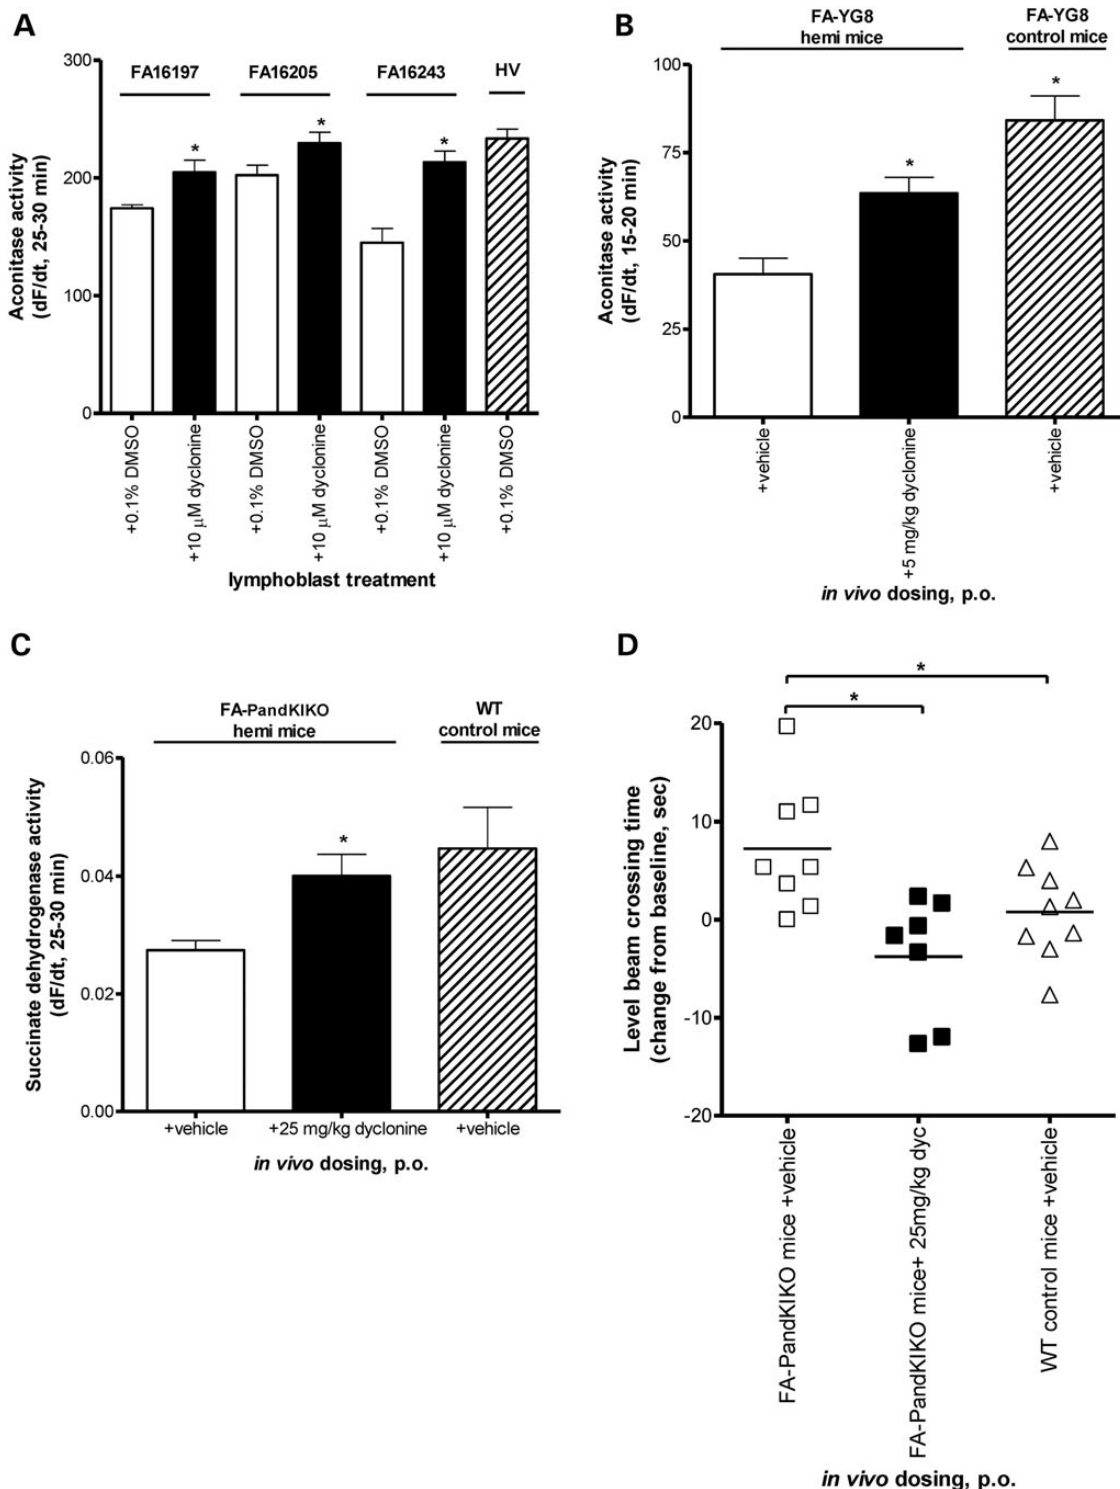 A
FA16197
FA16205
FA16243
HV
Aconitase activity
(dF/dt, 25-30 min)
300
200
100
0
*
*
*
+0.1% DMSO
+10 μM dyclonine
+0.1% DMSO
+10 μM dyclonine
+0.1% DMSO
+10 μM dyclonine
+0.1% DMSO
lymphoblast treatment
B
FA-YG8
hemi mice
FA-YG8
control mice
Aconitase activity
(dF/dt, 15-20 min)
100
75
50
25
0
*
*
+vehicle
+5 mg/kg dyclonine
+vehicle
in vivo dosing, p.o.
C
FA-PandKIKO
hemi mice
WT
control mice
Succinate dehydrogenase activity
(dF/dt, 25-30 min)
0.06
0.04
0.02
0.00
*
+vehicle
+25 mg/kg dyclonine
+vehicle
in vivo dosing, p.o.
D
*
*
Level beam crossing time
(change from baseline, sec)
20
10
0
-10
-20
FA-PandKIKO mice +vehicle
FA-PandKIKO mice+ 25mg/kg dyc
WT control mice +vehicle
in vivo dosing, p.o.